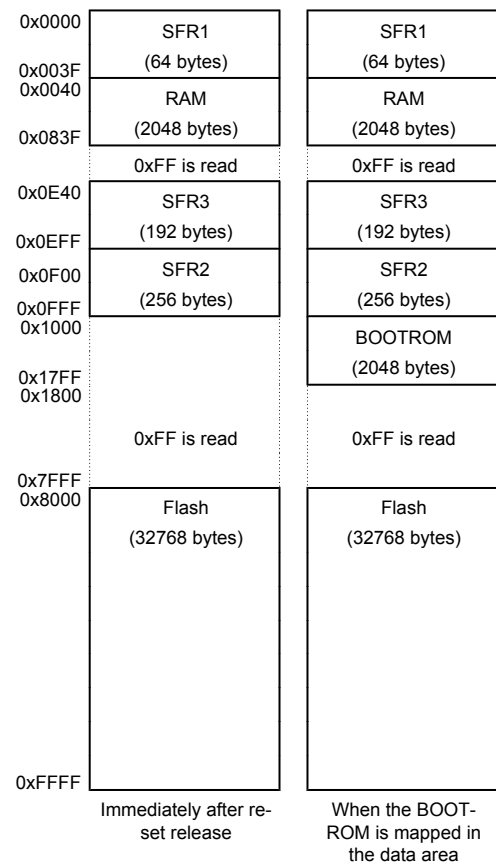 0x0000
SFR1
(64 bytes)
SFR1
(64 bytes)
0x003F
0x0040
RAM
(2048 bytes)
RAM
(2048 bytes)
0x083F
0xFF is read
0xFF is read
0x0E40
SFR3
(192 bytes)
SFR3
(192 bytes)
0x0EFF
0x0F00
SFR2
(256 bytes)
SFR2
(256 bytes)
0x0FFF
0x1000
BOOTROM
(2048 bytes)
0x17FF
0x1800
0xFF is read
0xFF is read
0x7FFF
0x8000
Flash
(32768 bytes)
Flash
(32768 bytes)
0xFFFF
Immediately after re-
set release
When the BOOT-
ROM is mapped in
the data area